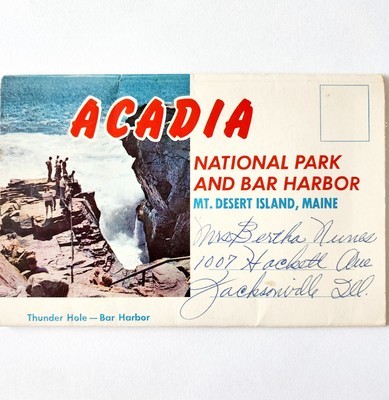 ACADIA
NATIONAL PARK
AND BAR HARBOR
MT. DESERT ISLAND, MAINE
Mrs Bertha Nunes
1007 Hackett Ave
Jacksonville Ill.
Thunder Hole — Bar Harbor